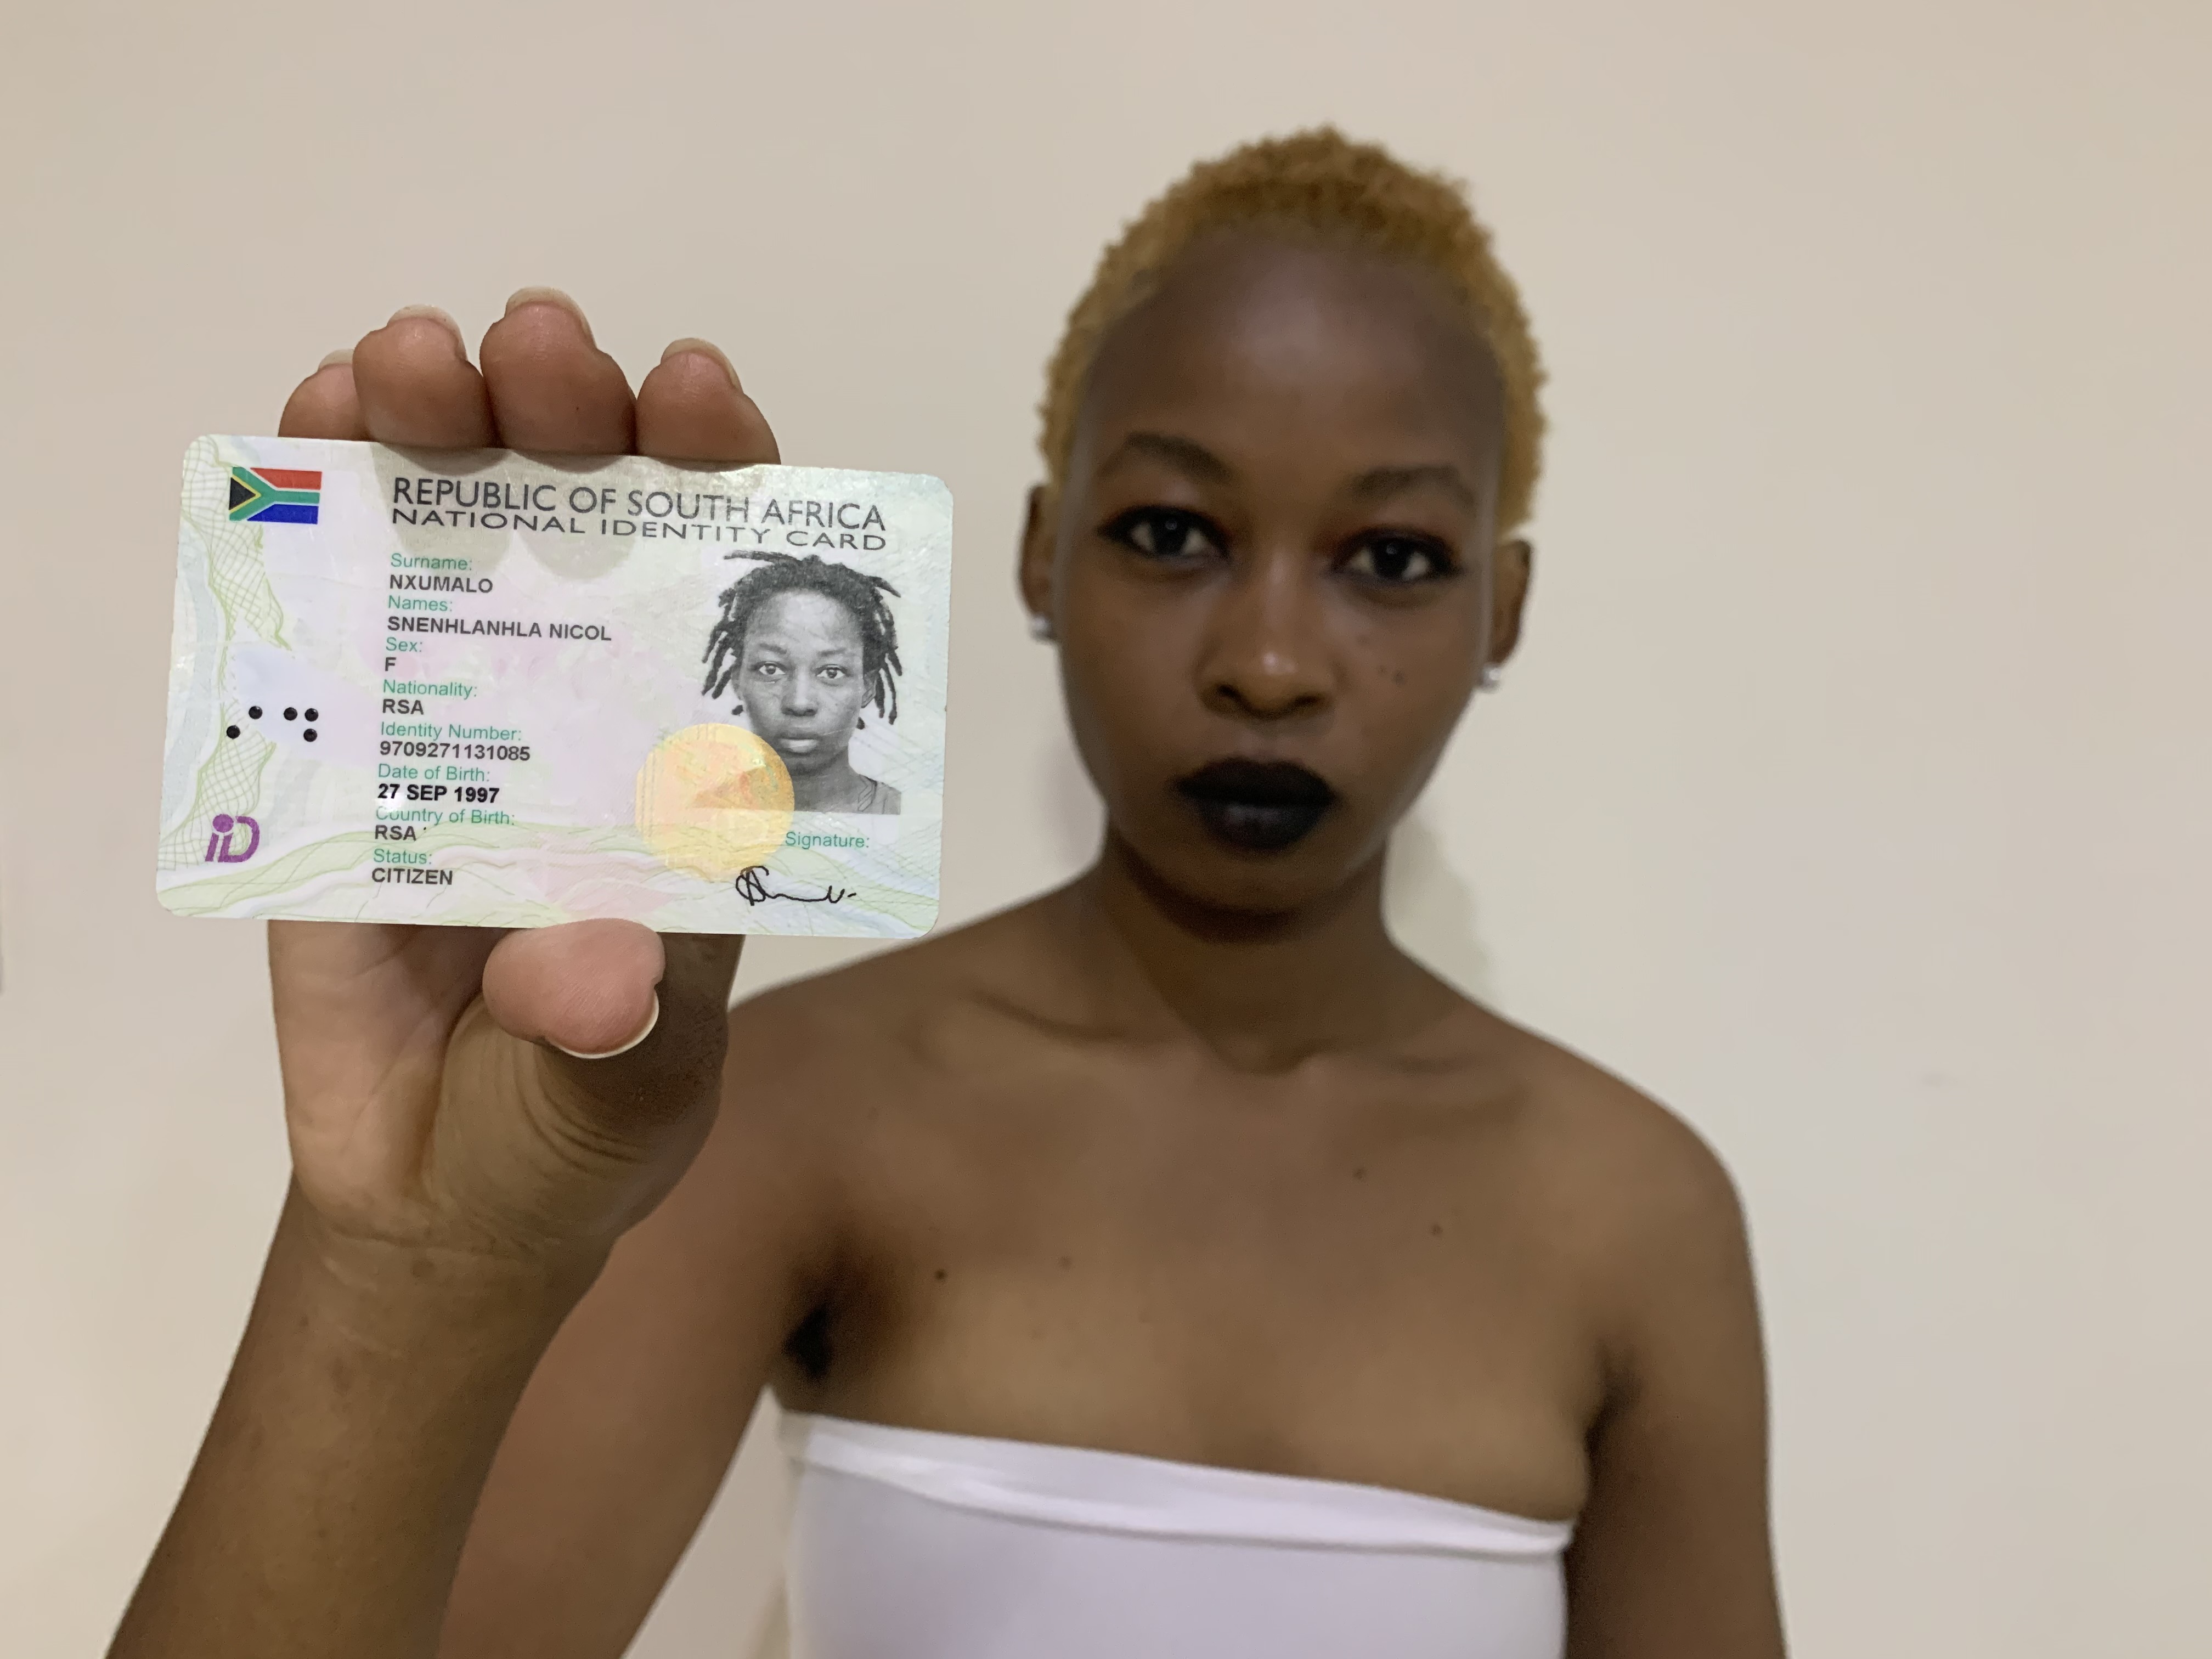 REPUBLIC OF SOUTH AFRICA
NATIONAL IDENTITY CARD
Surname:
NXUMALO
Names:
SNENHLANHLA NICOL
Sex:
F
Nationality:
RSA
Identity Number:
9709271131085
Date of Birth:
27 SEP 1997
Country of Birth:
RSA
Status:
CITIZEN
Signature:
iD